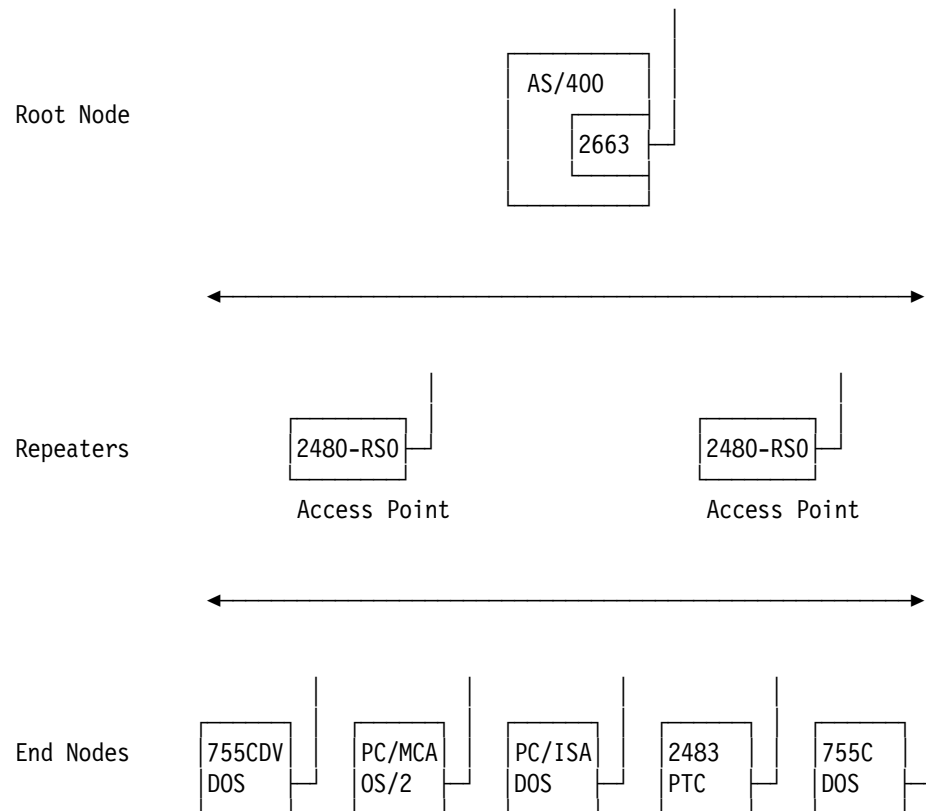 AS/400
Root Node
2663
Repeaters 2480-RS0 2480-RS0
Access Point Access Point
End Nodes 755CDV PC/MCA PC/ISA 2483 755C
DOS OS/2 DOS PTC DOS